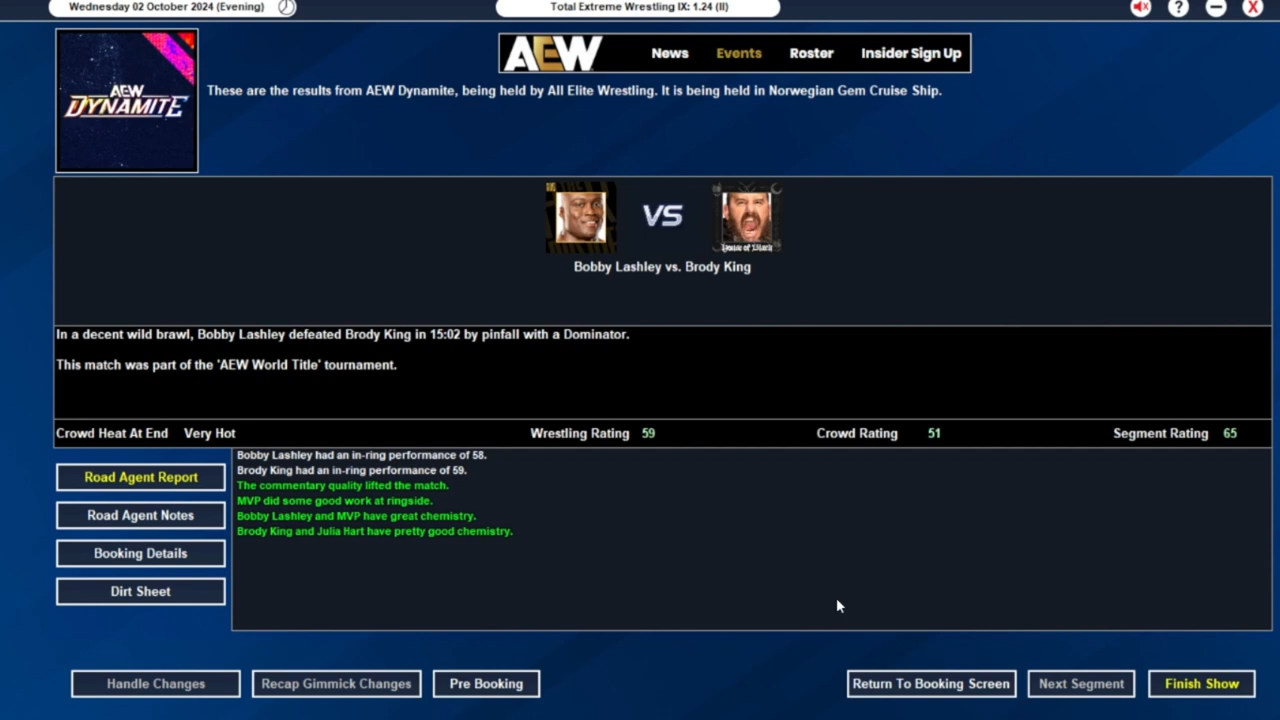 Wednesday 02 October 2024 (Evening)
Total Extreme Wrestling IX: 1.24 (II)
?
X
AEW
DYNAMITE
AEW
News
Events
Roster
Insider Sign Up
These are the results from AEW Dynamite, being held by All Elite Wrestling. It is being held in Norwegian Gem Cruise Ship.
VS
Bobby Lashley vs. Brody King
In a decent wild brawl, Bobby Lashley defeated Brody King in 15:02 by pinfall with a Dominator.
This match was part of the 'AEW World Title' tournament.
Crowd Heat At End Very Hot
Wrestling Rating 59
Crowd Rating 51
Segment Rating 65
Road Agent Report
Road Agent Notes
Booking Details
Dirt Sheet
Bobby Lashley had an in-ring performance of 58.
Brody King had an in-ring performance of 59.
The commentary quality lifted the match.
MVP did some good work at ringside.
Bobby Lashley and MVP have great chemistry.
Brody King and Julia Hart have pretty good chemistry.
Handle Changes
Recap Gimmick Changes
Pre Booking
Return To Booking Screen
Next Segment
Finish Show